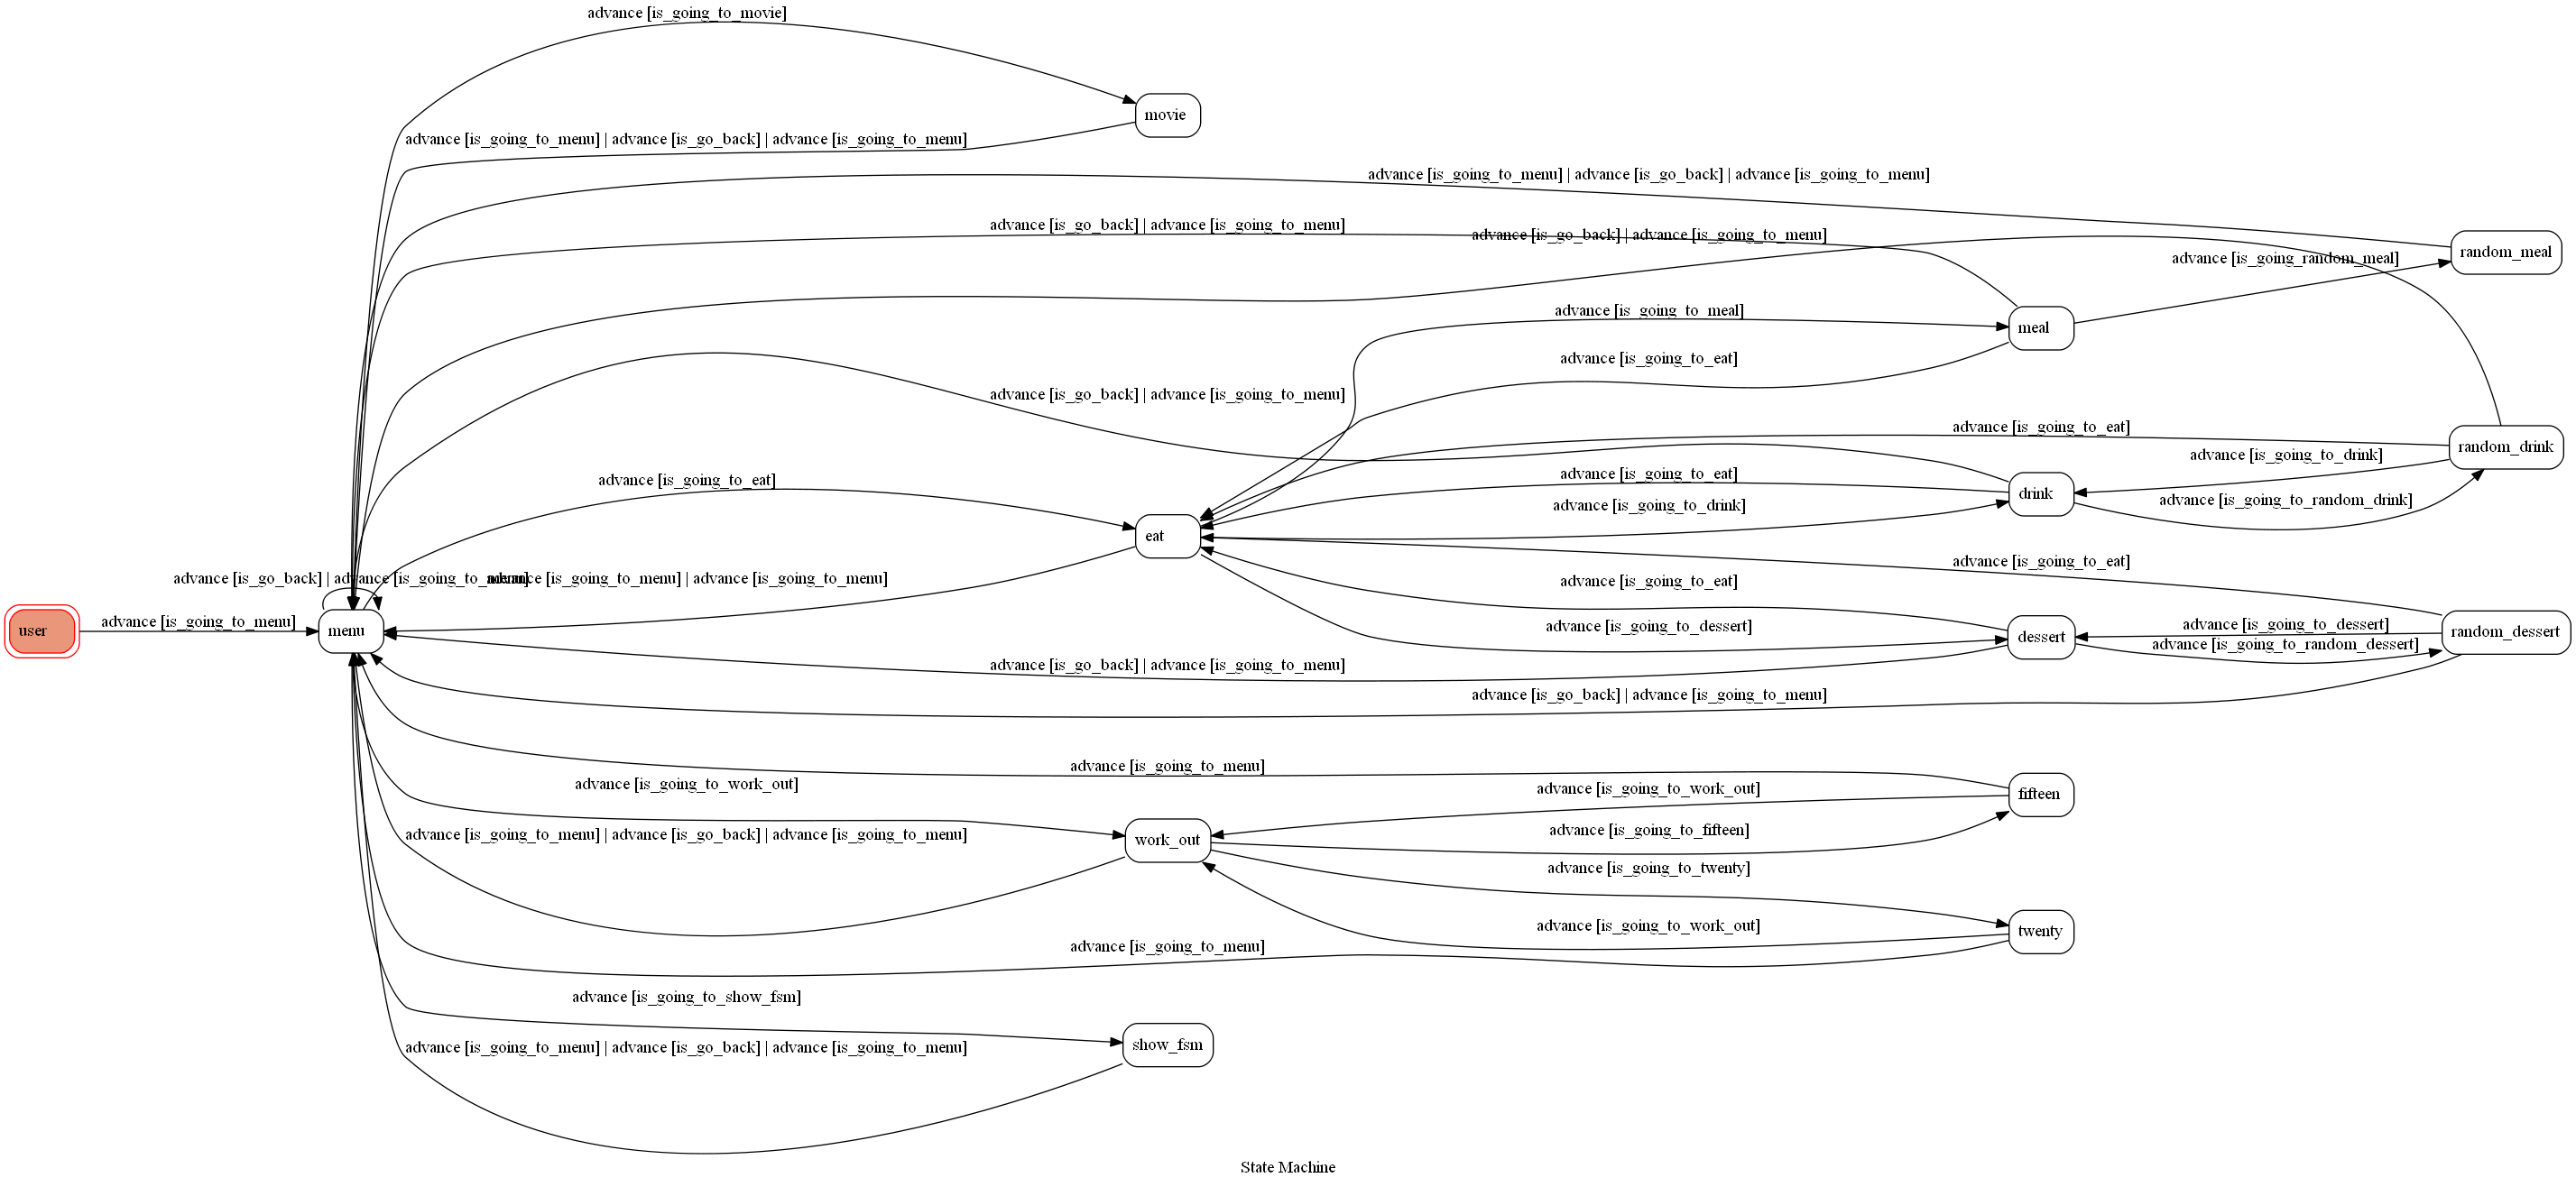 advance [is_going_to_movie]
movie
advance [is_going_to_menu] | advance [is_go_back] | advance [is_going_to_menu]
advance [is_going_to_menu] | advance [is_go_back] | advance [is_going_to_menu]
advance [is_go_back] | advance [is_going_to_menu]
advance [is_go_back] | advance [is_going_to_menu]
random_meal
advance [is_going_random_meal]
advance [is_going_to_meal]
meal
advance [is_going_to_eat]
advance [is_go_back] | advance [is_going_to_menu]
advance [is_going_to_eat]
random_drink
advance [is_going_to_drink]
advance [is_going_to_eat]
advance [is_going_to_eat]
drink
advance [is_going_to_random_drink]
advance [is_going_to_drink]
eat
advance [is_going_to_eat]
advance [is_go_back] | advance [is_going_to_menu]
advance [is_going_to_menu] | advance [is_going_to_menu]
advance [is_going_to_eat]
user
advance [is_going_to_menu]
menu
advance [is_going_to_dessert]
dessert
advance [is_going_to_dessert]
random_dessert
advance [is_going_to_random_dessert]
advance [is_go_back] | advance [is_going_to_menu]
advance [is_go_back] | advance [is_going_to_menu]
advance [is_going_to_menu]
advance [is_going_to_work_out]
advance [is_going_to_work_out]
fifteen
advance [is_going_to_menu] | advance [is_go_back] | advance [is_going_to_menu]
work_out
advance [is_going_to_fifteen]
advance [is_going_to_twenty]
advance [is_going_to_work_out]
twenty
advance [is_going_to_menu]
advance [is_going_to_show_fsm]
show_fsm
advance [is_going_to_menu] | advance [is_go_back] | advance [is_going_to_menu]
State Machine